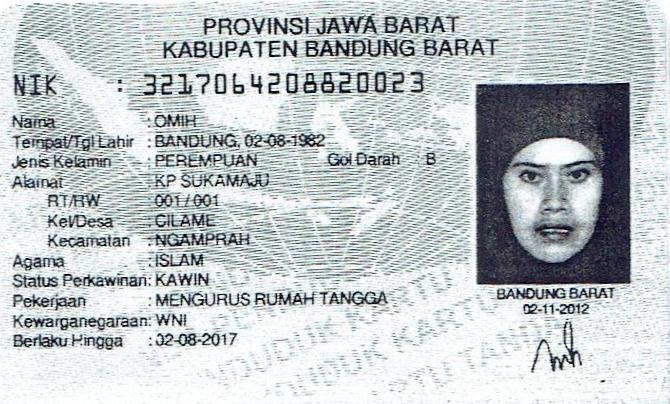 PROVINSI JAWA BARAT
KABUPATEN BANDUNG BARAT
NIK : 3217064208820023
Nama : OMIH
Tempat/Tgl Lahir : BANDUNG, 02-08-1982
Jenis Kelamin : PEREMPUAN Gol Darah : B
Alamat : KP SUKAMAJU
RT/RW : 001 / 001
Kel/Desa : CILAME
Kecamatan : NGAMPRAH
Agama : ISLAM
Status Perkawinan: KAWIN
Pekerjaan : MENGURUS RUMAH TANGGA
Kewarganegaraan: WNI
Berlaku Hingga : 02-08-2017
BANDUNG BARAT
02-11-2012